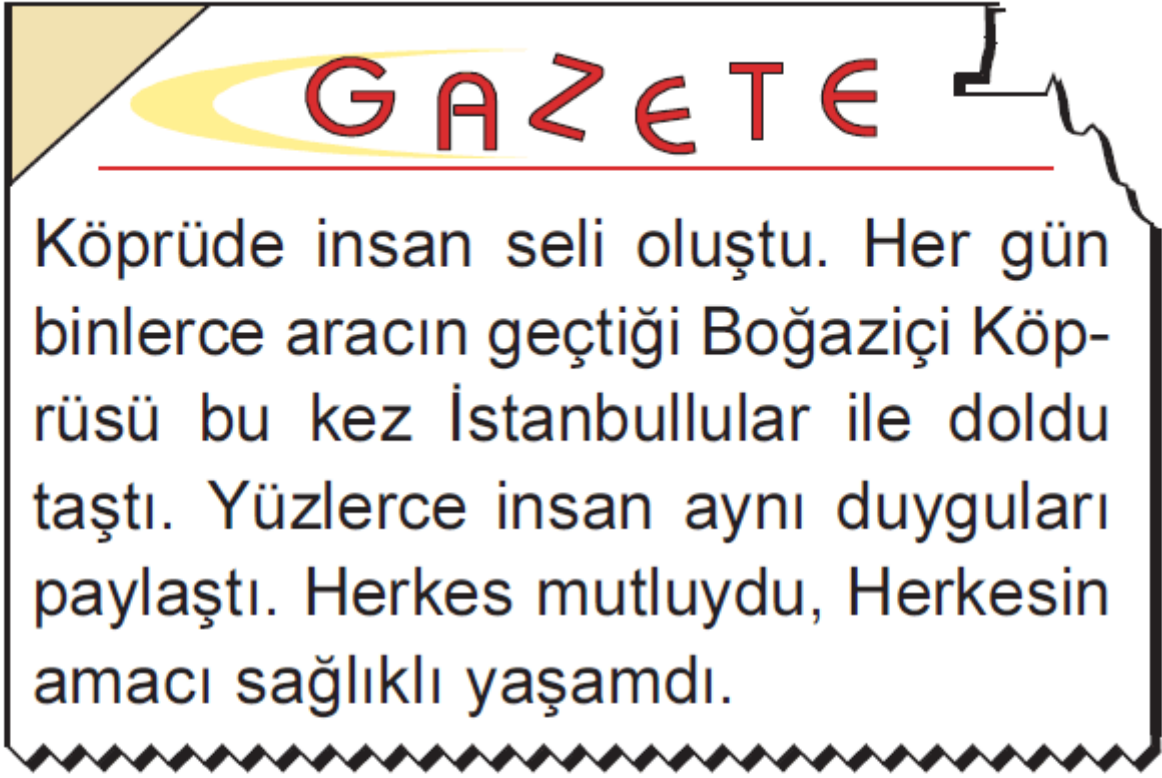 GAZETE
Köprüde insan seli oluştu. Her gün
binlerce aracın geçtiği Boğaziçi Köp-
rüsü bu kez İstanbullular ile doldu
taştı. Yüzlerce insan aynı duyguları
paylaştı. Herkes mutluydu, Herkesin
amacı sağlıklı yaşamdı.